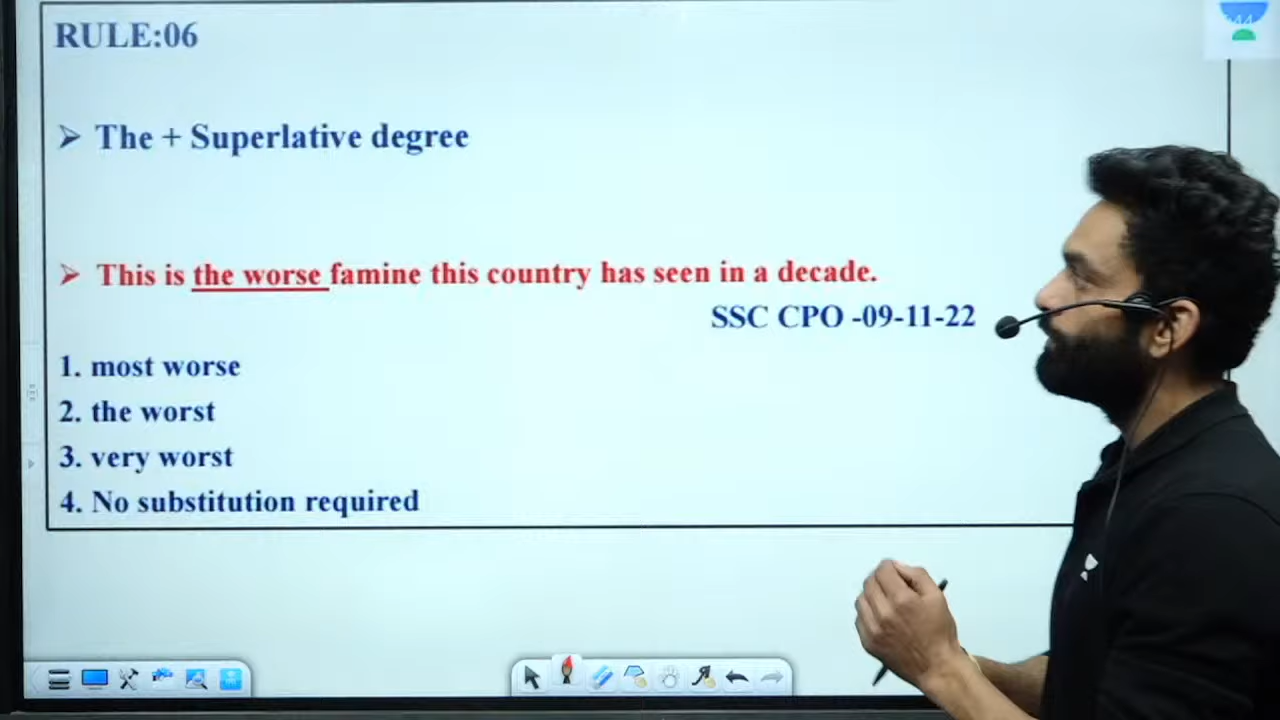 RULE:06
➢ The + Superlative degree
➢ This is the worse famine this country has seen in a decade.
SSC CPO -09-11-22
1. most worse
2. the worst
3. very worst
4. No substitution required